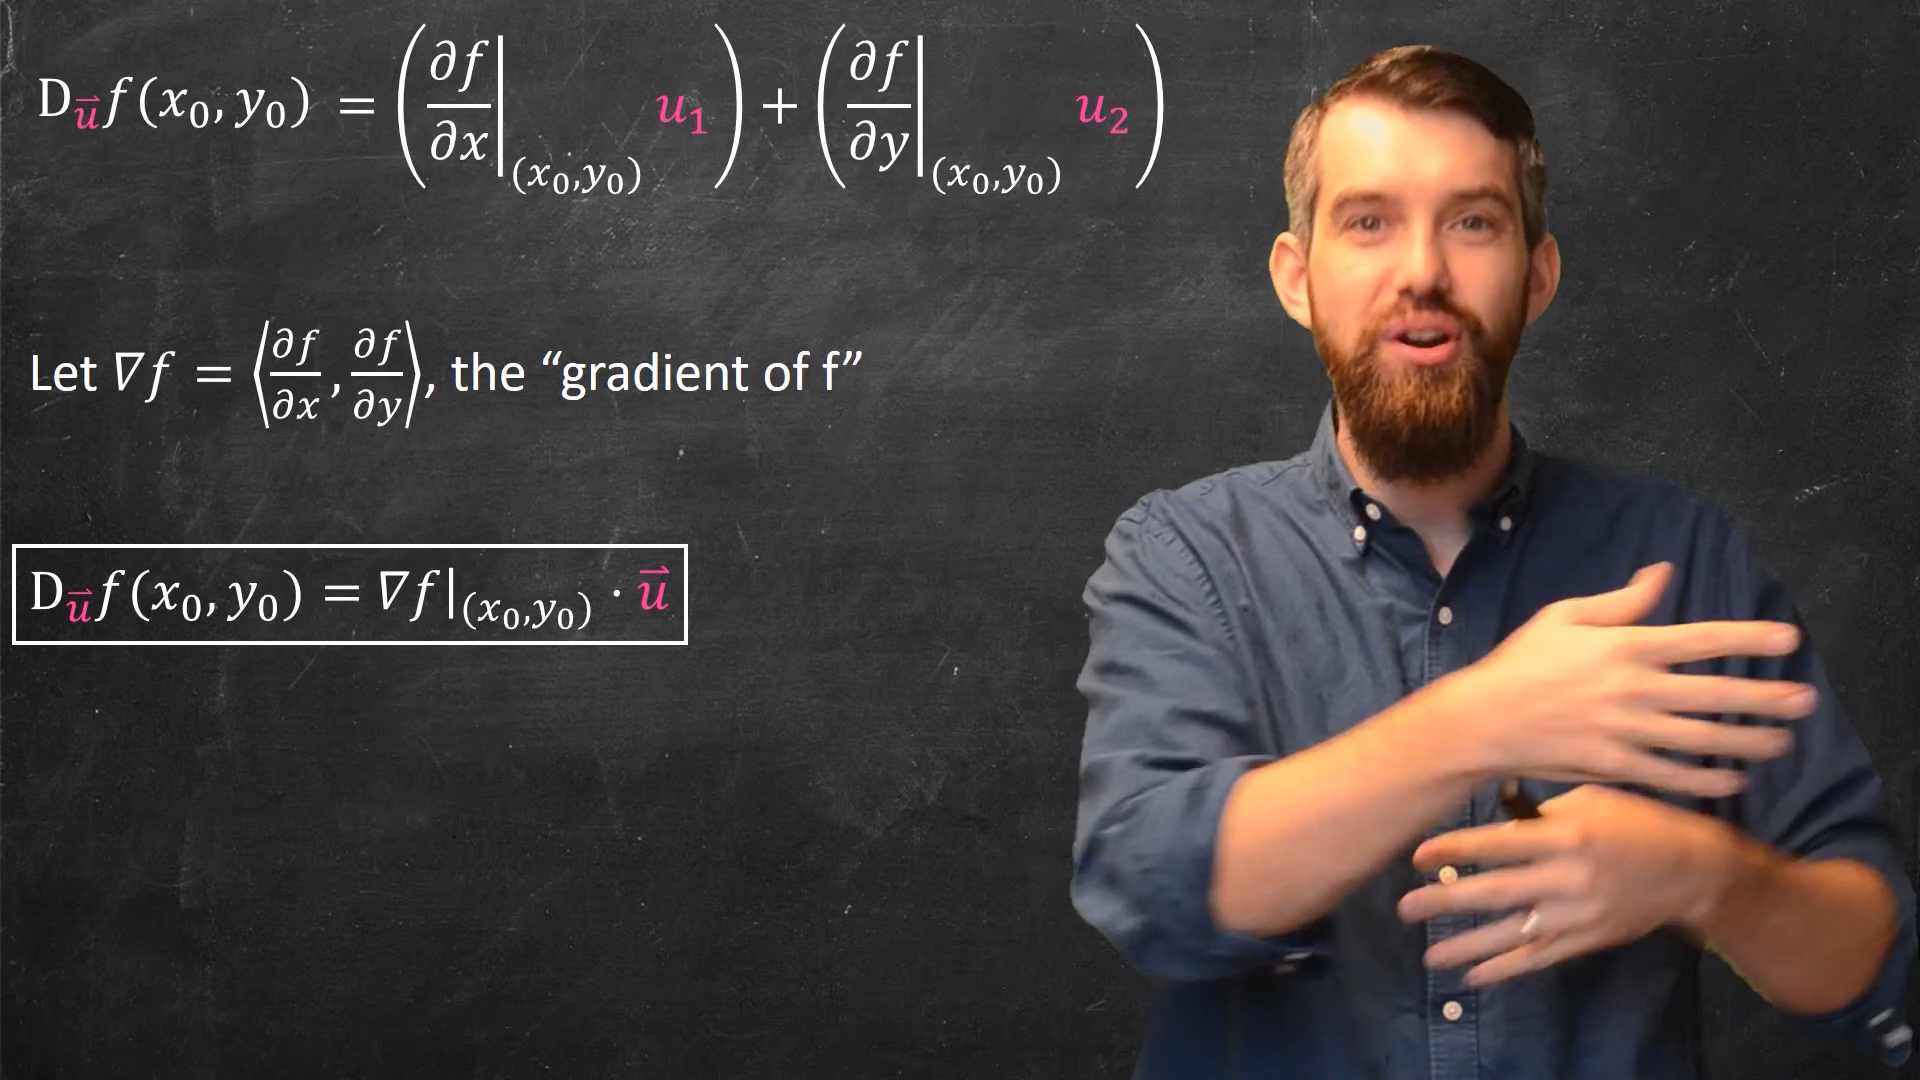 D_u⃗ f(x₀, y₀) = (∂f/∂x|_(x₀,y₀) u₁) + (∂f/∂y|_(x₀,y₀) u₂)
Let ∇f = ⟨∂f/∂x, ∂f/∂y⟩, the “gradient of f”
D_u⃗ f(x₀, y₀) = ∇f|_(x₀,y₀) · u⃗